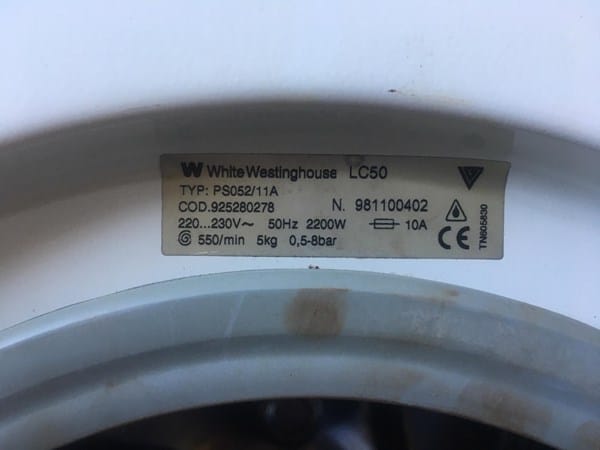 W White Westinghouse LC50
TYP: PS052/11A
COD.925280278 N. 981100402
220...230V~ 50Hz 2200W 10A
550/min 5kg 0,5-8bar CE
TN605830